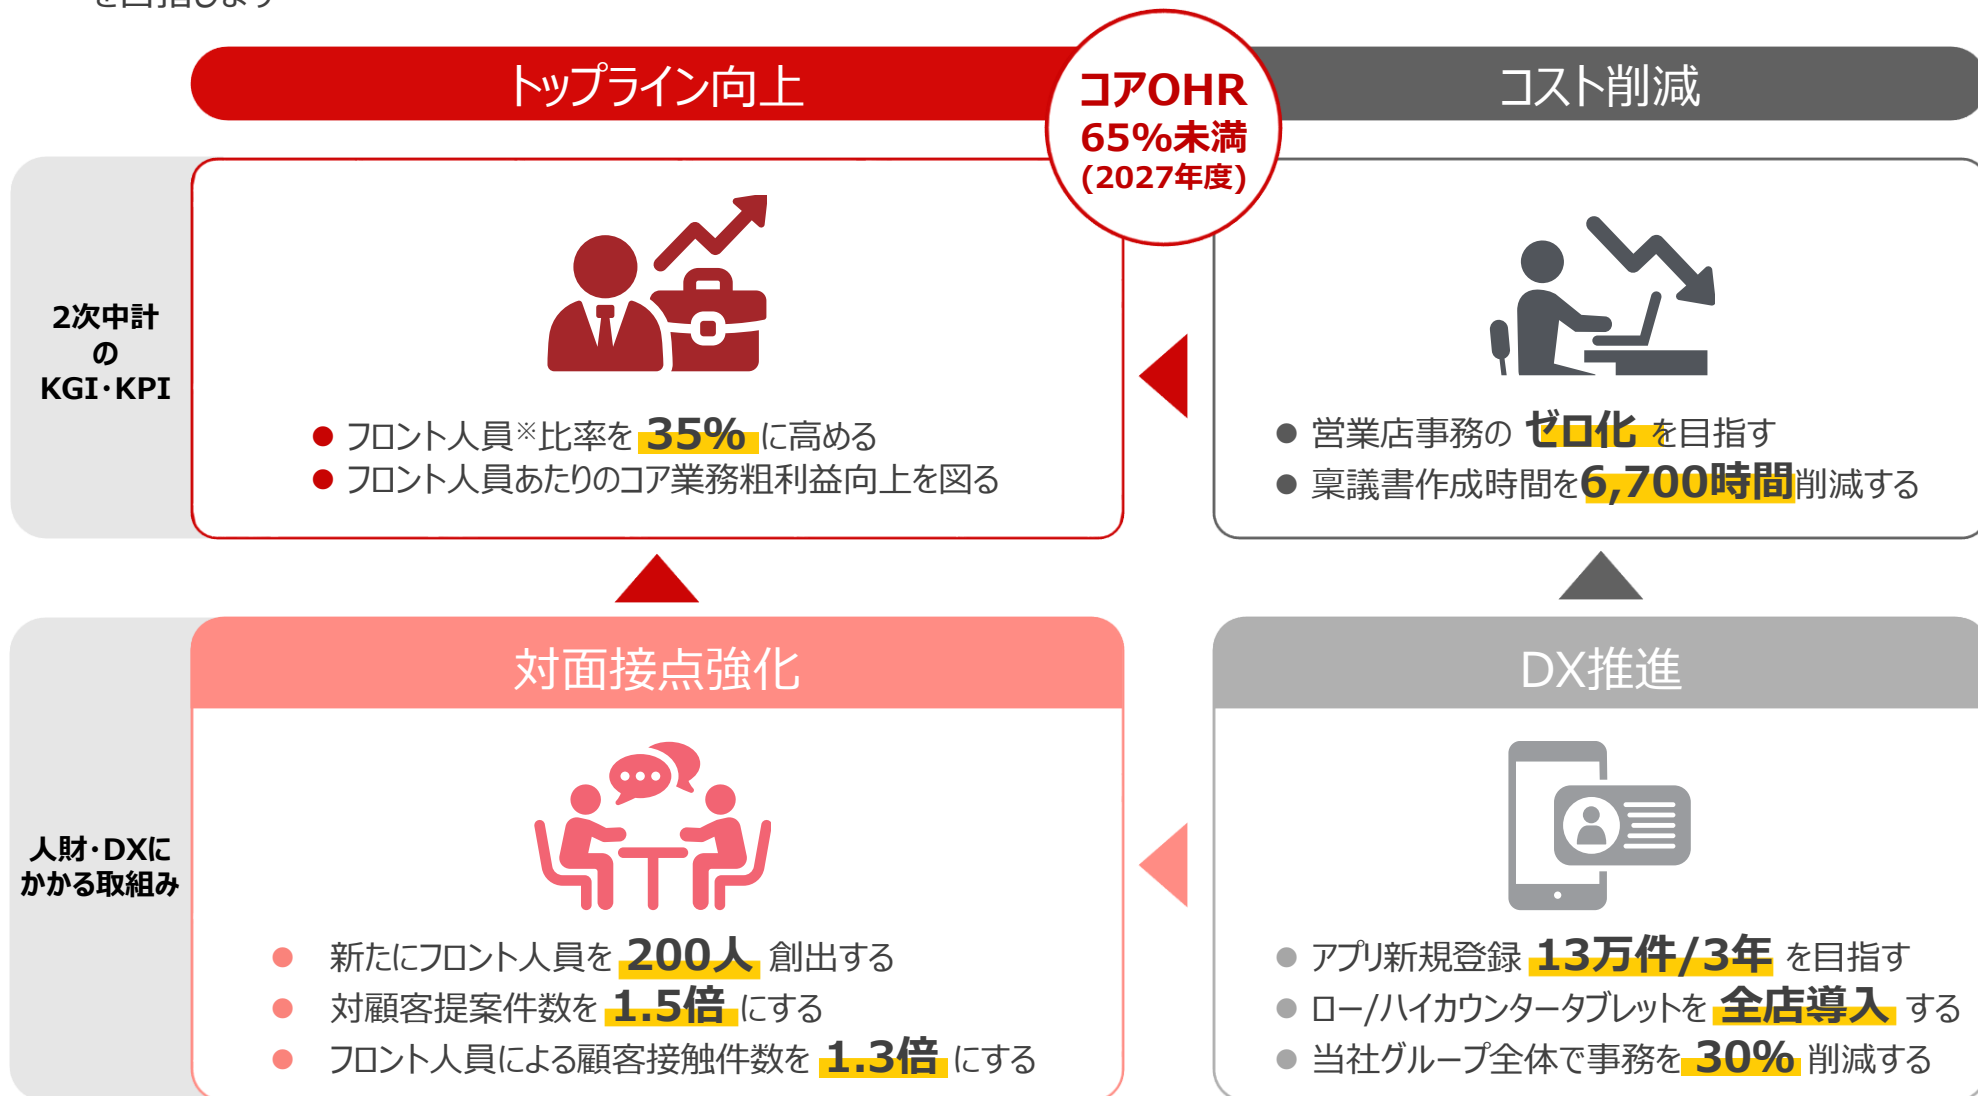 を目指します
トップライン向上
コアOHR
65%未満
(2027年度)
コスト削減
2次中計
の
KGI・KPI
● フロント人員※比率を 35% に高める
● フロント人員あたりのコア業務粗利益向上を図る
● 営業店事務の ゼロ化 を目指す
● 稟議書作成時間を6,700時間削減する
人財・DXに
かかる取組み
対面接点強化
● 新たにフロント人員を 200人 創出する
● 対顧客提案件数を 1.5倍 にする
● フロント人員による顧客接触件数を 1.3倍 にする
DX推進
● アプリ新規登録 13万件/3年 を目指す
● ロー/ハイカウンタータブレットを 全店導入 する
● 当社グループ全体で事務を 30% 削減する